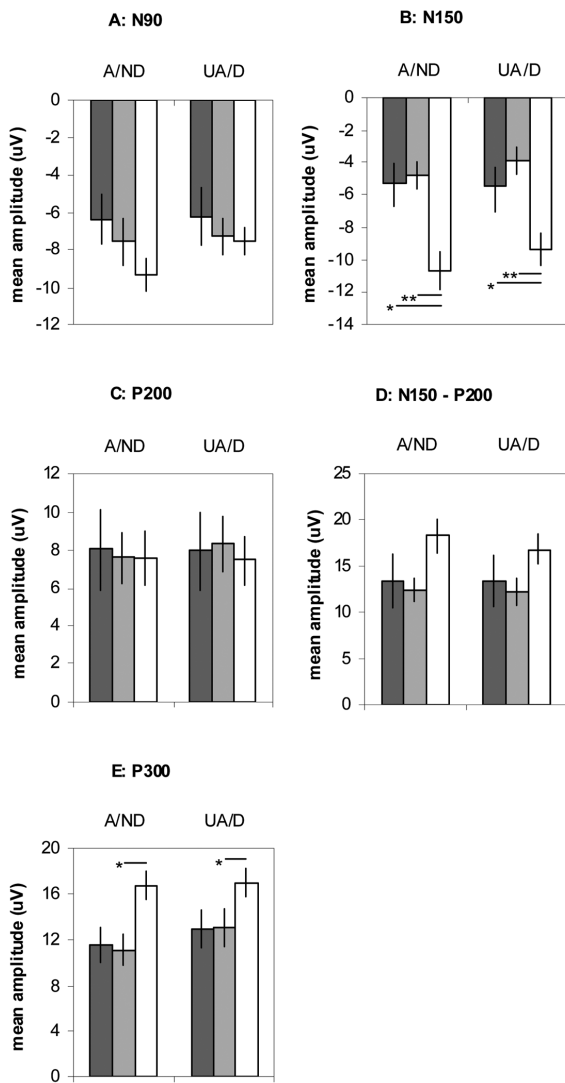 A: N90
A/ND UA/D
mean amplitude (uV)
0
-2
-4
-6
-8
-10
-12
B: N150
A/ND UA/D
mean amplitude (uV)
0
-2
-4
-6
-8
-10
-12
-14
** *
** *
C: P200
A/ND UA/D
mean amplitude (uV)
12
10
8
6
4
2
0
D: N150 - P200
A/ND UA/D
mean amplitude (uV)
25
20
15
10
5
0
E: P300
A/ND UA/D
mean amplitude (uV)
20
16
12
8
4
0
* *